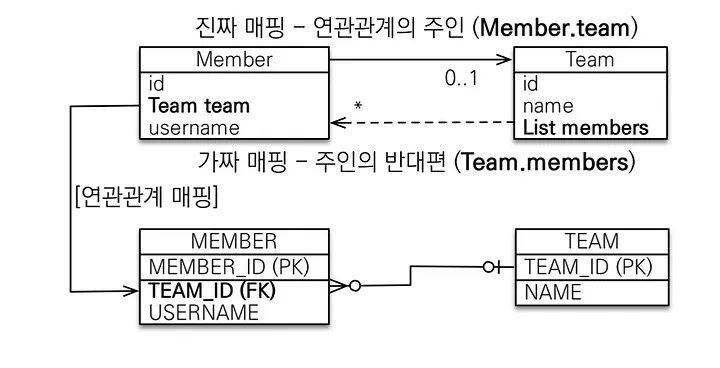 진짜 매핑 – 연관관계의 주인 (Member.team)
Member
id
Team team
username
0..1
*
Team
id
name
List members
가짜 매핑 – 주인의 반대편 (Team.members)
[연관관계 매핑]
MEMBER
MEMBER_ID (PK)
TEAM_ID (FK)
USERNAME
TEAM
TEAM_ID (PK)
NAME